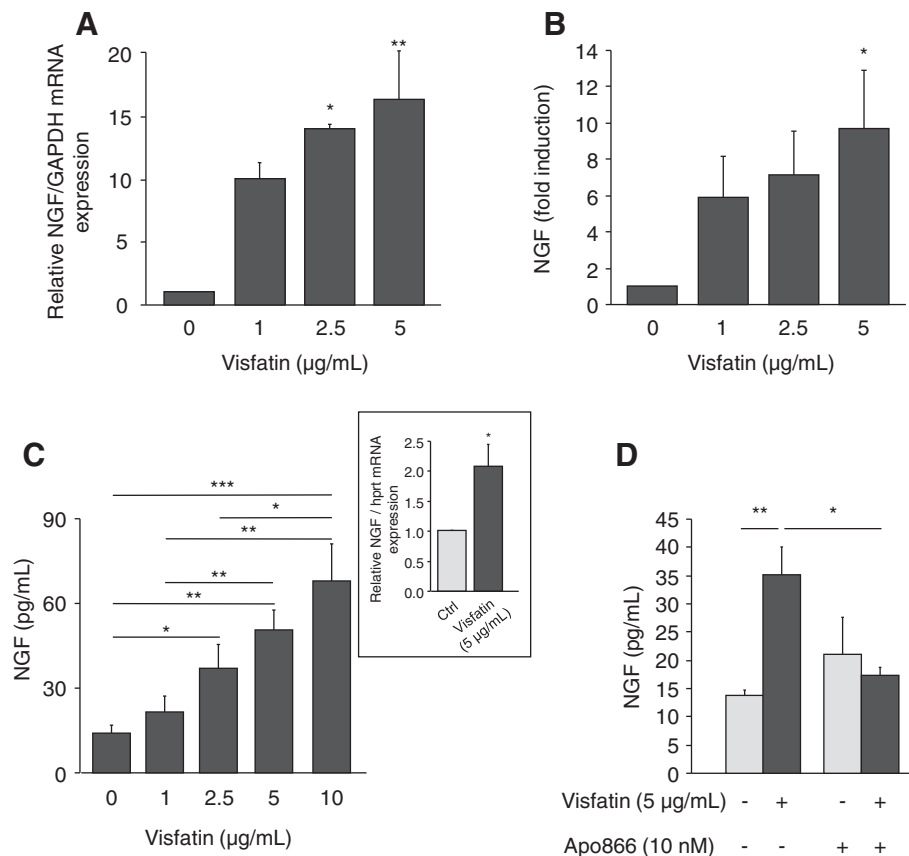 A
Relative NGF/GAPDH mRNA
expression
20
15
10
5
0
*
**
0 1 2.5 5
Visfatin (µg/mL)
B
NGF (fold induction)
14
12
10
8
6
4
2
0
*
0 1 2.5 5
Visfatin (µg/mL)
C
NGF (pg/mL)
90
60
30
0
***
*
**
**
**
*
0 1 2.5 5 10
Visfatin (µg/mL)
Relative NGF / hprt mRNA
expression
2.5
2.0
1.5
1.0
0.5
0.0
*
Ctrl
Visfatin
(5 µg/mL)
D
NGF (pg/mL)
45
40
35
30
25
20
15
10
5
0
** *
Visfatin (5 µg/mL) - + - +
Apo866 (10 nM) - - + +